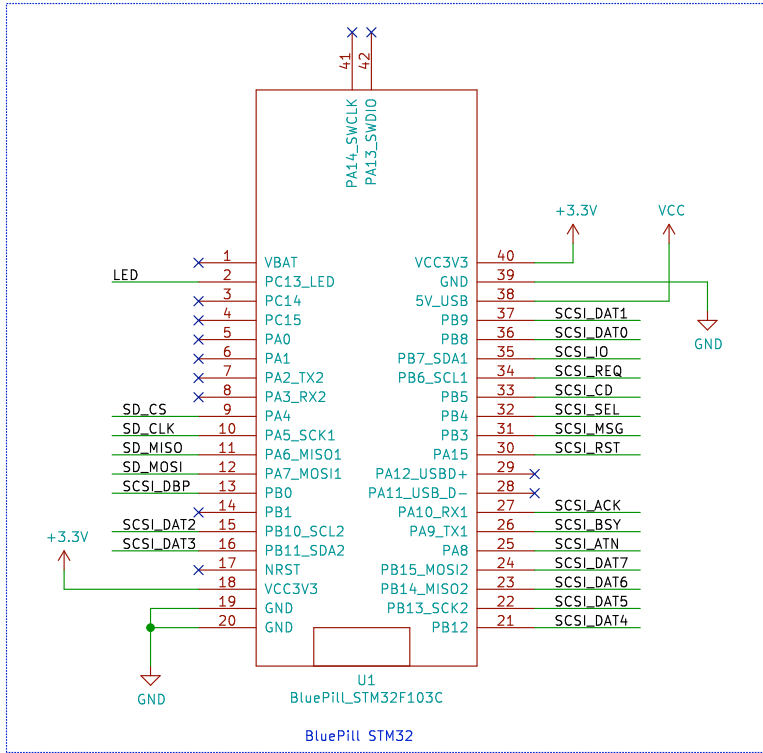 41 42
PA14_SWCLK PA13_SWDIO
+3.3V VCC
1 VBAT VCC3V3 40
LED 2 PC13_LED GND 39
3 PC14 5V_USB 38
4 PC15 PB9 37 SCSI_DAT1
5 PA0 PB8 36 SCSI_DAT0
6 PA1 PB7_SDA1 35 SCSI_IO
7 PA2_TX2 PB6_SCL1 34 SCSI_REQ
8 PA3_RX2 PB5 33 SCSI_CD
SD_CS 9 PA4 PB4 32 SCSI_SEL
SD_CLK 10 PA5_SCK1 PB3 31 SCSI_MSG
SD_MISO 11 PA6_MISO1 PA15 30 SCSI_RST
SD_MOSI 12 PA7_MOSI1 PA12_USBD+ 29
SCSI_DBP 13 PB0 PA11_USB_D- 28
14 PB1 PA10_RX1 27 SCSI_ACK
SCSI_DAT2 15 PB10_SCL2 PA9_TX1 26 SCSI_BSY
SCSI_DAT3 16 PB11_SDA2 PA8 25 SCSI_ATN
17 NRST PB15_MOSI2 24 SCSI_DAT7
18 VCC3V3 PB14_MISO2 23 SCSI_DAT6
19 GND PB13_SCK2 22 SCSI_DAT5
20 GND PB12 21 SCSI_DAT4
GND
+3.3V
GND
U1
BluePill_STM32F103C
BluePill STM32